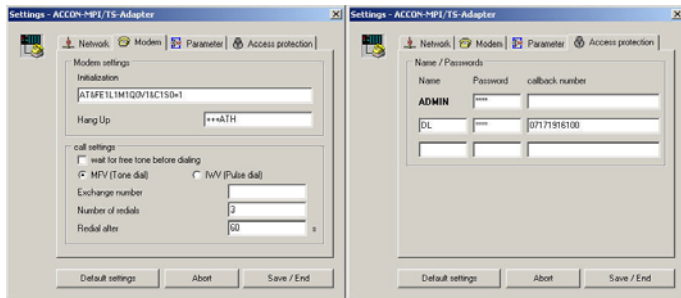 Settings - ACCON-MPI/TS-Adapter
Network Modem Parameter Access protection
Modem settings
Initialization
AT&FE1L1M1Q0V1&C1S0=1
Hang Up +++ATH
call settings
wait for free tone before dialing
MFV (Tone dial) IWV (Pulse dial)
Exchange number
Number of redials 3
Redial after 60 s
Default settings Abort Save / End
Settings - ACCON-MPI/TS-Adapter
Network Modem Parameter Access protection
Name / Passwords
Name Password callback number
ADMIN ****
DL **** 07171916100
Default settings Abort Save / End